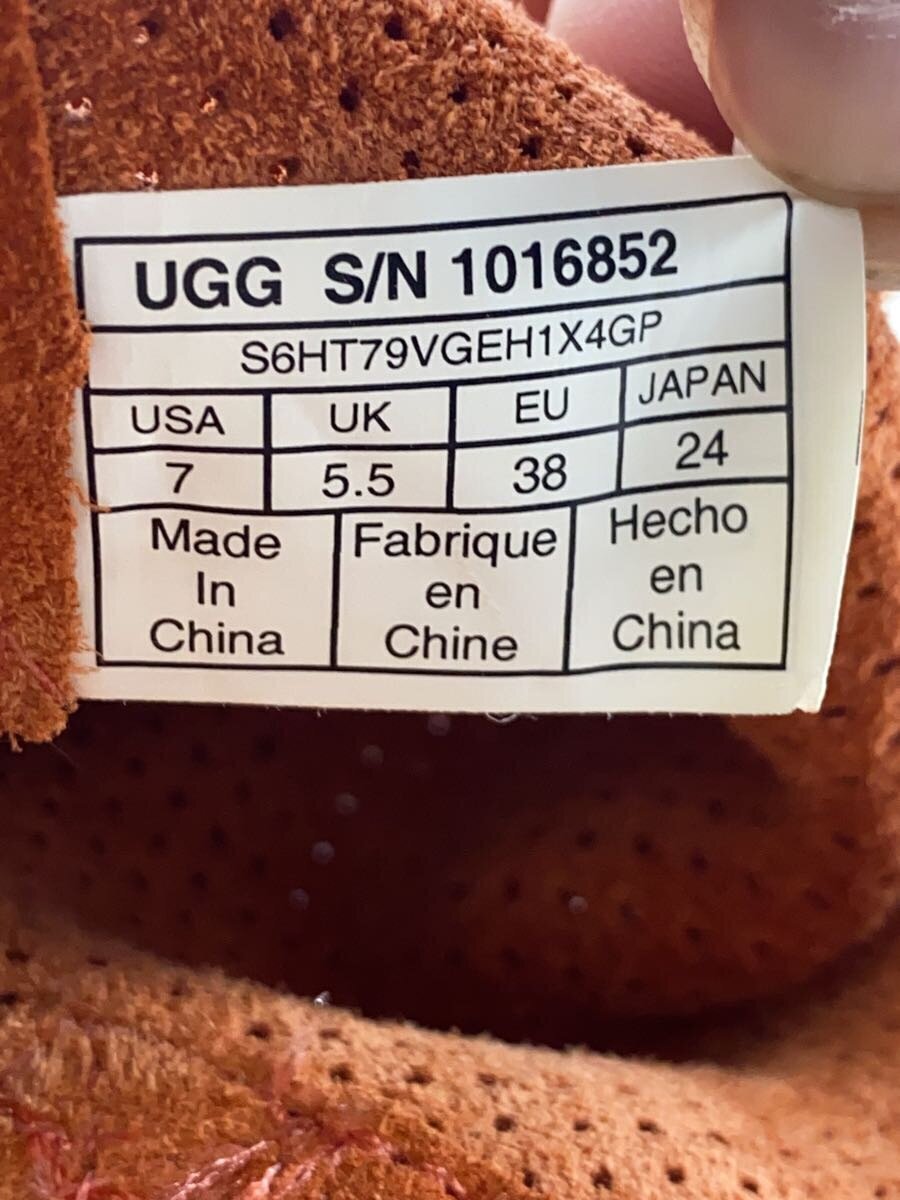 UGG S/N 1016852
S6HT79VGEH1X4GP
USA UK EU JAPAN
7 5.5 38 24
Made In China
Fabrique en Chine
Hecho en China